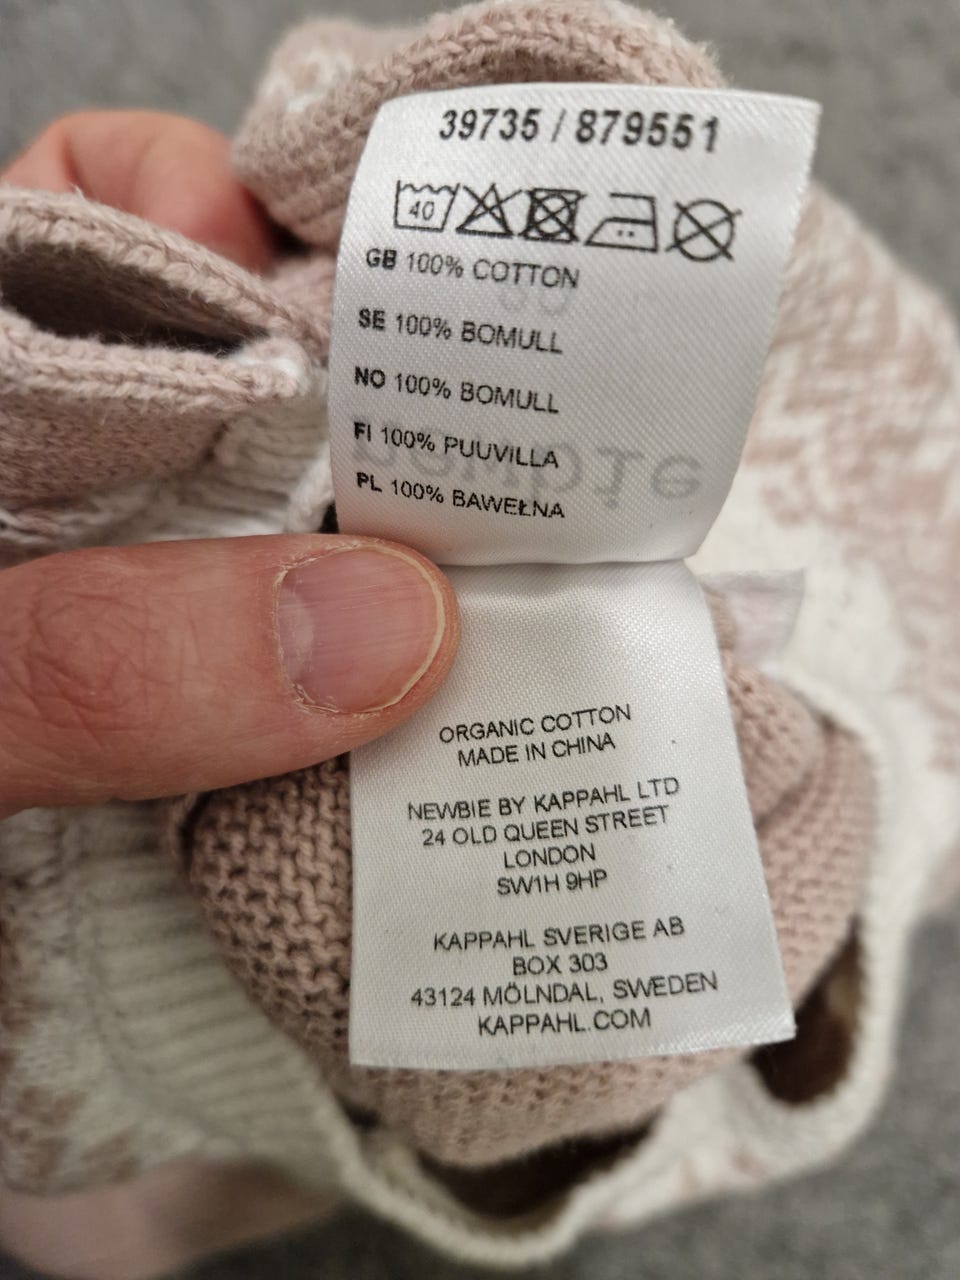 39735 / 879551
40
GB 100% COTTON
SE 100% BOMULL
NO 100% BOMULL
FI 100% PUUVILLA
PL 100% BAWEŁNA
ORGANIC COTTON
MADE IN CHINA
NEWBIE BY KAPPAHL LTD
24 OLD QUEEN STREET
LONDON
SW1H 9HP
KAPPAHL SVERIGE AB
BOX 303
43124 MÖLNDAL, SWEDEN
KAPPAHL.COM